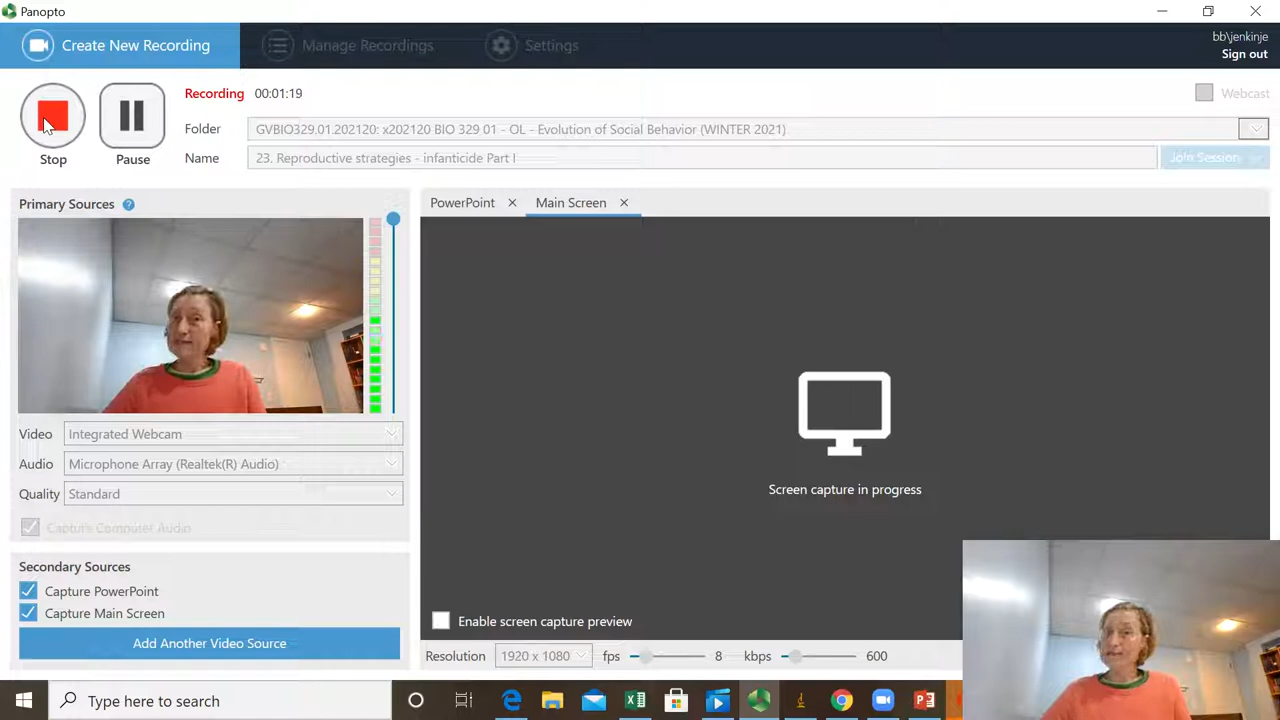 Panopto
Create New Recording
Manage Recordings
Settings
bb\jenkinje
Sign out
Recording 00:01:19
Webcast
Folder GVBIO329.01.202120: x202120 BIO 329 01 - OL - Evolution of Social Behavior (WINTER 2021)
Stop Pause Name 23. Reproductive strategies - infanticide Part I Join Session
Primary Sources ?
PowerPoint Main Screen
Video Integrated Webcam
Audio Microphone Array (Realtek(R) Audio)
Quality Standard
Screen capture in progress
Capture Computer Audio
Secondary Sources
Capture PowerPoint
Capture Main Screen
Enable screen capture preview
Add Another Video Source
Resolution 1920 x 1080 fps 8 kbps 600
Type here to search